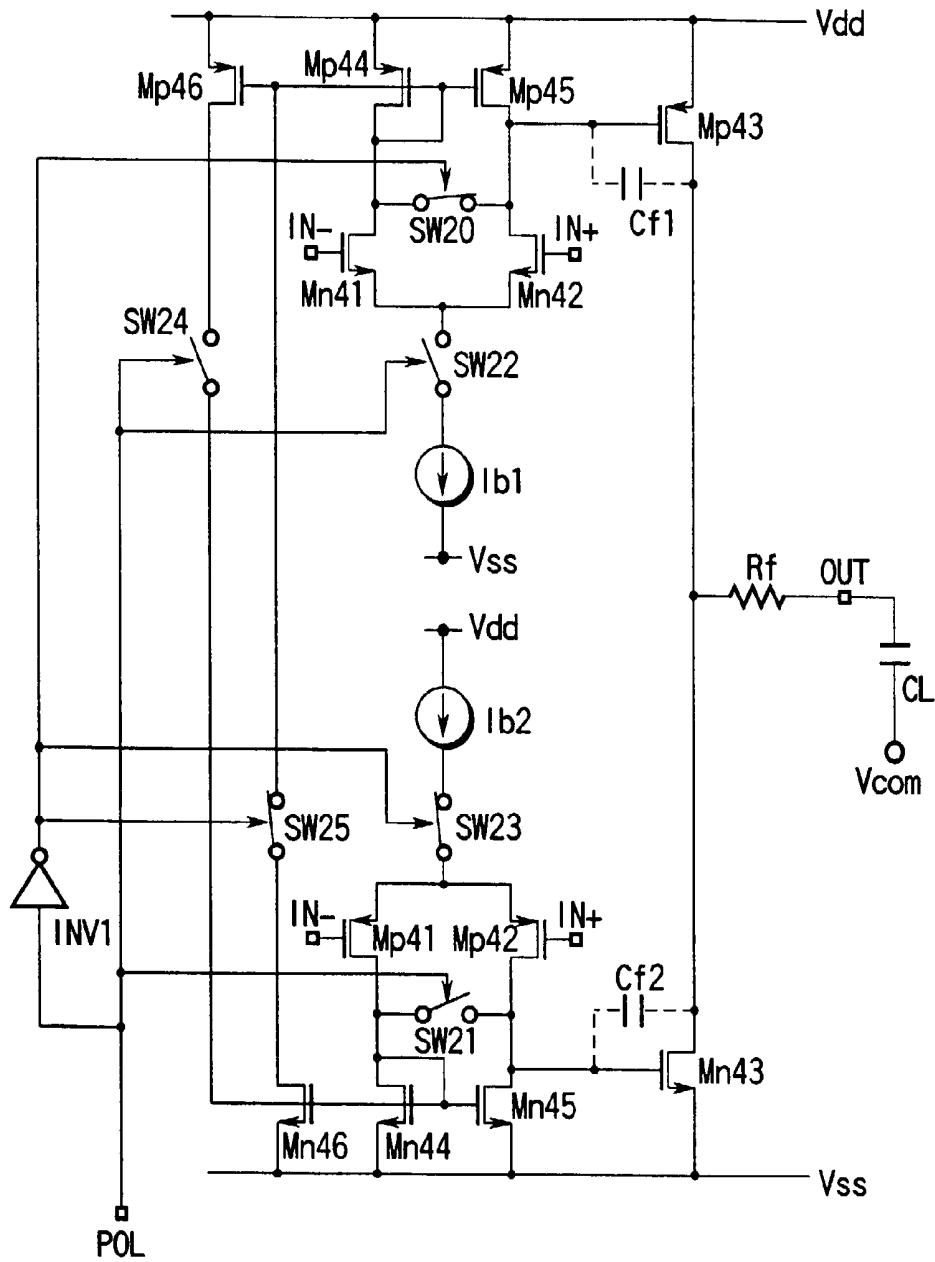 Vdd
Mp46
Mp44
Mp45
Mp43
Cf1
IN-
SW20
IN+
Mn41
Mn42
SW24
SW22
Ib1
Vss
Rf
OUT
Vdd
CL
Ib2
Vcom
SW25
SW23
INV1
IN-
Mp41
Mp42
IN+
Cf2
SW21
Mn43
Mn45
Mn46
Mn44
Vss
POL